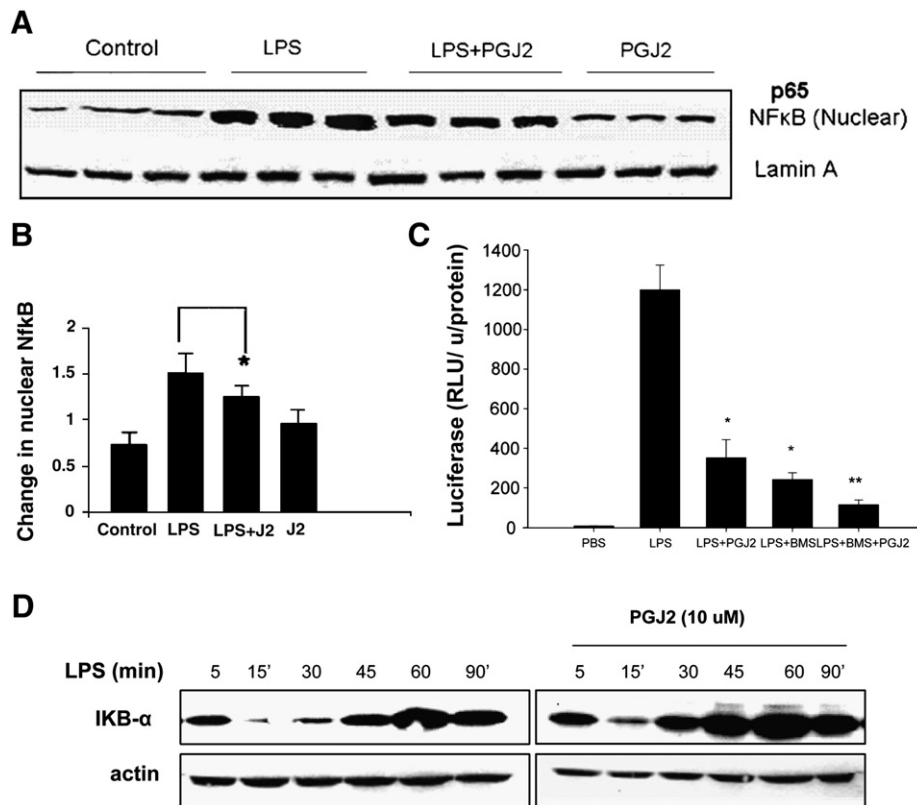 A
Control LPS LPS+PGJ2 PGJ2
p65
NFκB (Nuclear)
Lamin A
B
Change in nuclear NfkB
2
1.5
1
0.5
0
*
Control LPS LPS+J2 J2
C
Luciferase (RLU/ u/protein)
1400
1200
1000
800
600
400
200
0
* * **
PBS LPS LPS+PGJ2 LPS+BMS LPS+BMS+PGJ2
D
PGJ2 (10 uM)
LPS (min) 5 15' 30 45 60 90' 5 15' 30 45 60 90'
IKB-α
actin